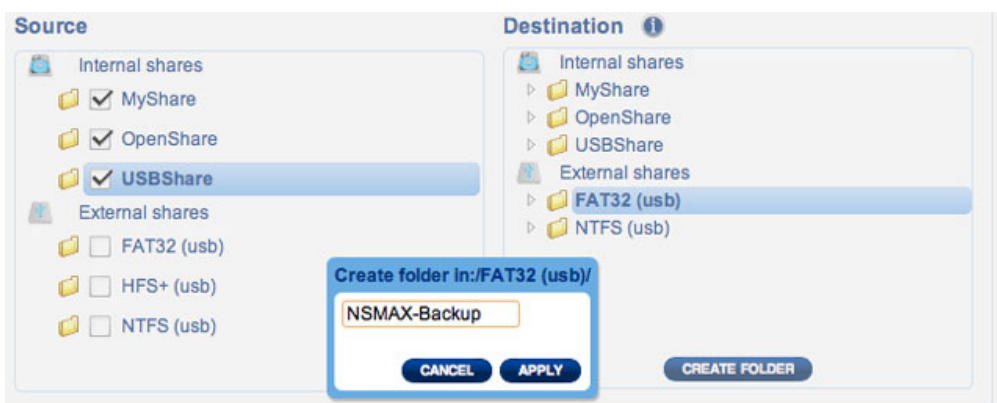 Source
Internal shares
MyShare
OpenShare
USBShare
External shares
FAT32 (usb)
HFS+ (usb)
NTFS (usb)
Destination
Internal shares
MyShare
OpenShare
USBShare
External shares
FAT32 (usb)
NTFS (usb)
Create folder in:/FAT32 (usb)/
NSMAX-Backup
CANCEL APPLY
CREATE FOLDER